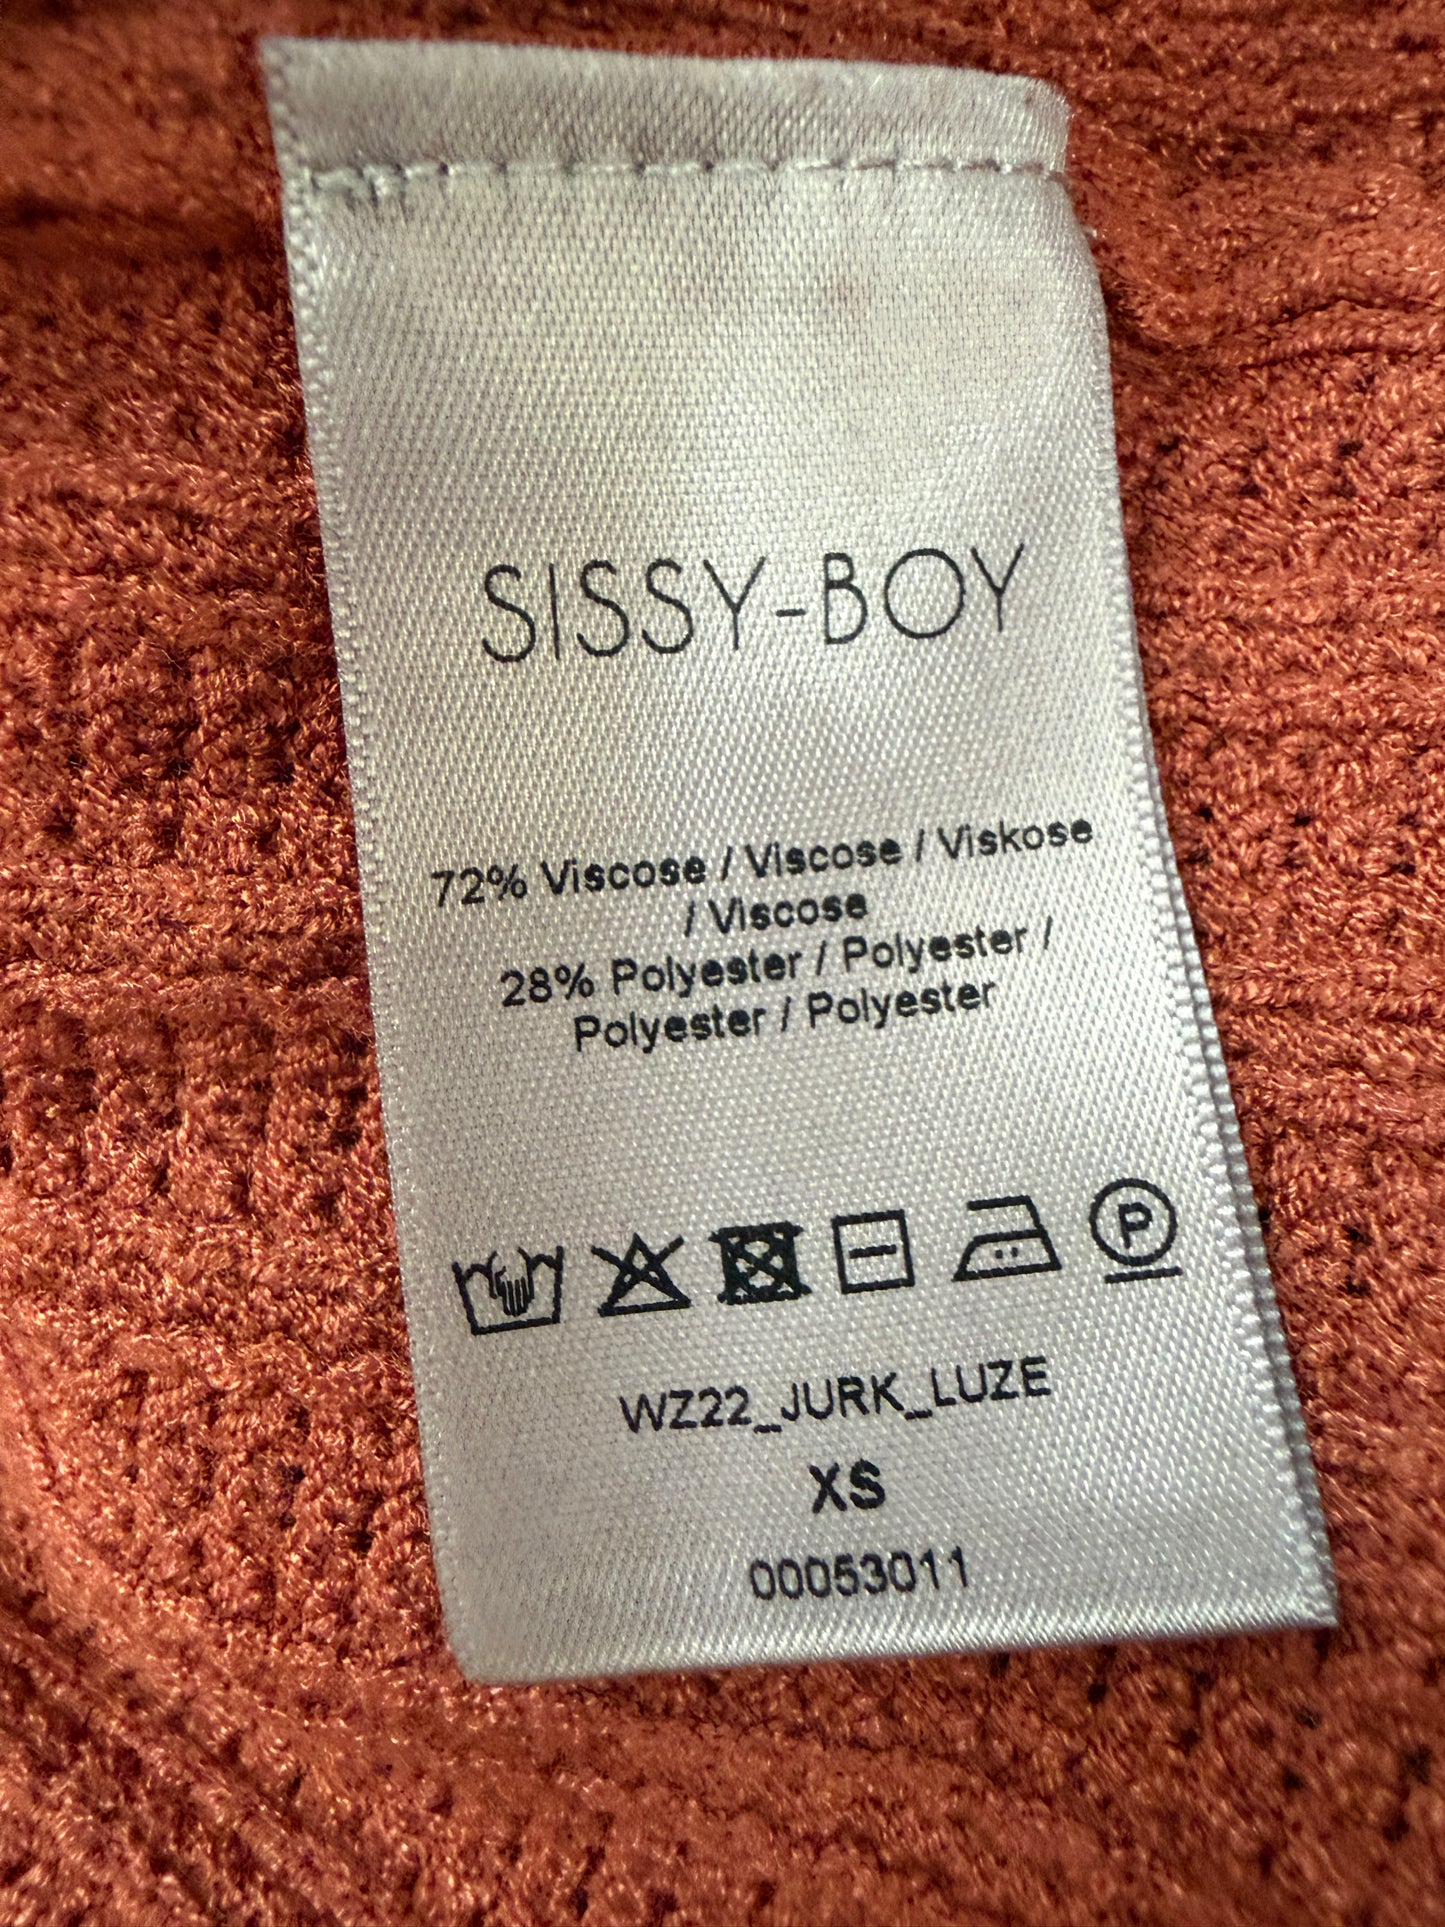 SISSY-BOY
72% Viscose / Viscose / Viskose
/ Viscose
28% Polyester / Polyester /
Polyester / Polyester
P
WZ22_JURK_LUZE
XS
00053011